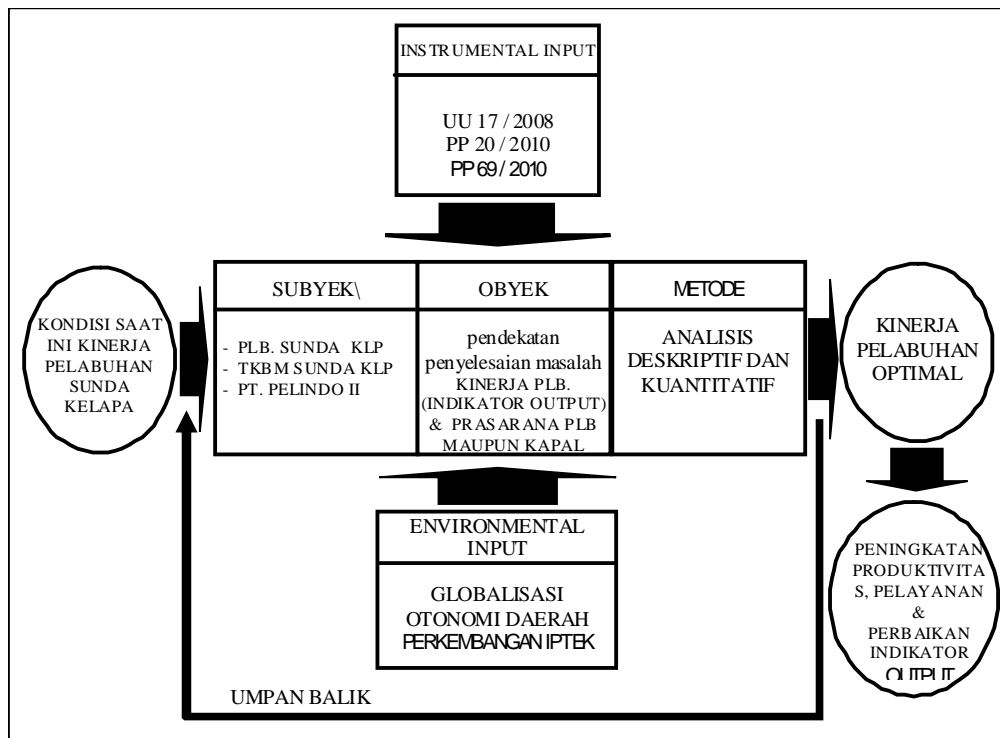 INSTRUMENTAL INPUT
UU 17 / 2008
PP 20 / 2010
PP 69 / 2010
KONDISI SAAT
INI KINERJA
PELABUHAN
SUNDA
KELAPA
SUBYEK\
- PLB. SUNDA KLP
- TKBM SUNDA KLP
- PT. PELINDO II
OBYEK
pendekatan
penyelesaian masalah
KINERJA PLB.
(INDIKATOR OUTPUT)
& PRASARANA PLB
MAUPUN KAPAL
METODE
ANALISIS
DESKRIPTIF DAN
KUANTITATIF
KINERJA
PELABUHAN
OPTIMAL
ENVIRONMENTAL
INPUT
GLOBALISASI
OTONOMI DAERAH
PERKEMBANGAN IPTEK
PENINGKATAN
PRODUKTIVITA
S, PELAYANAN
&
PERBAIKAN
INDIKATOR
OUTPUT
UMPAN BALIK